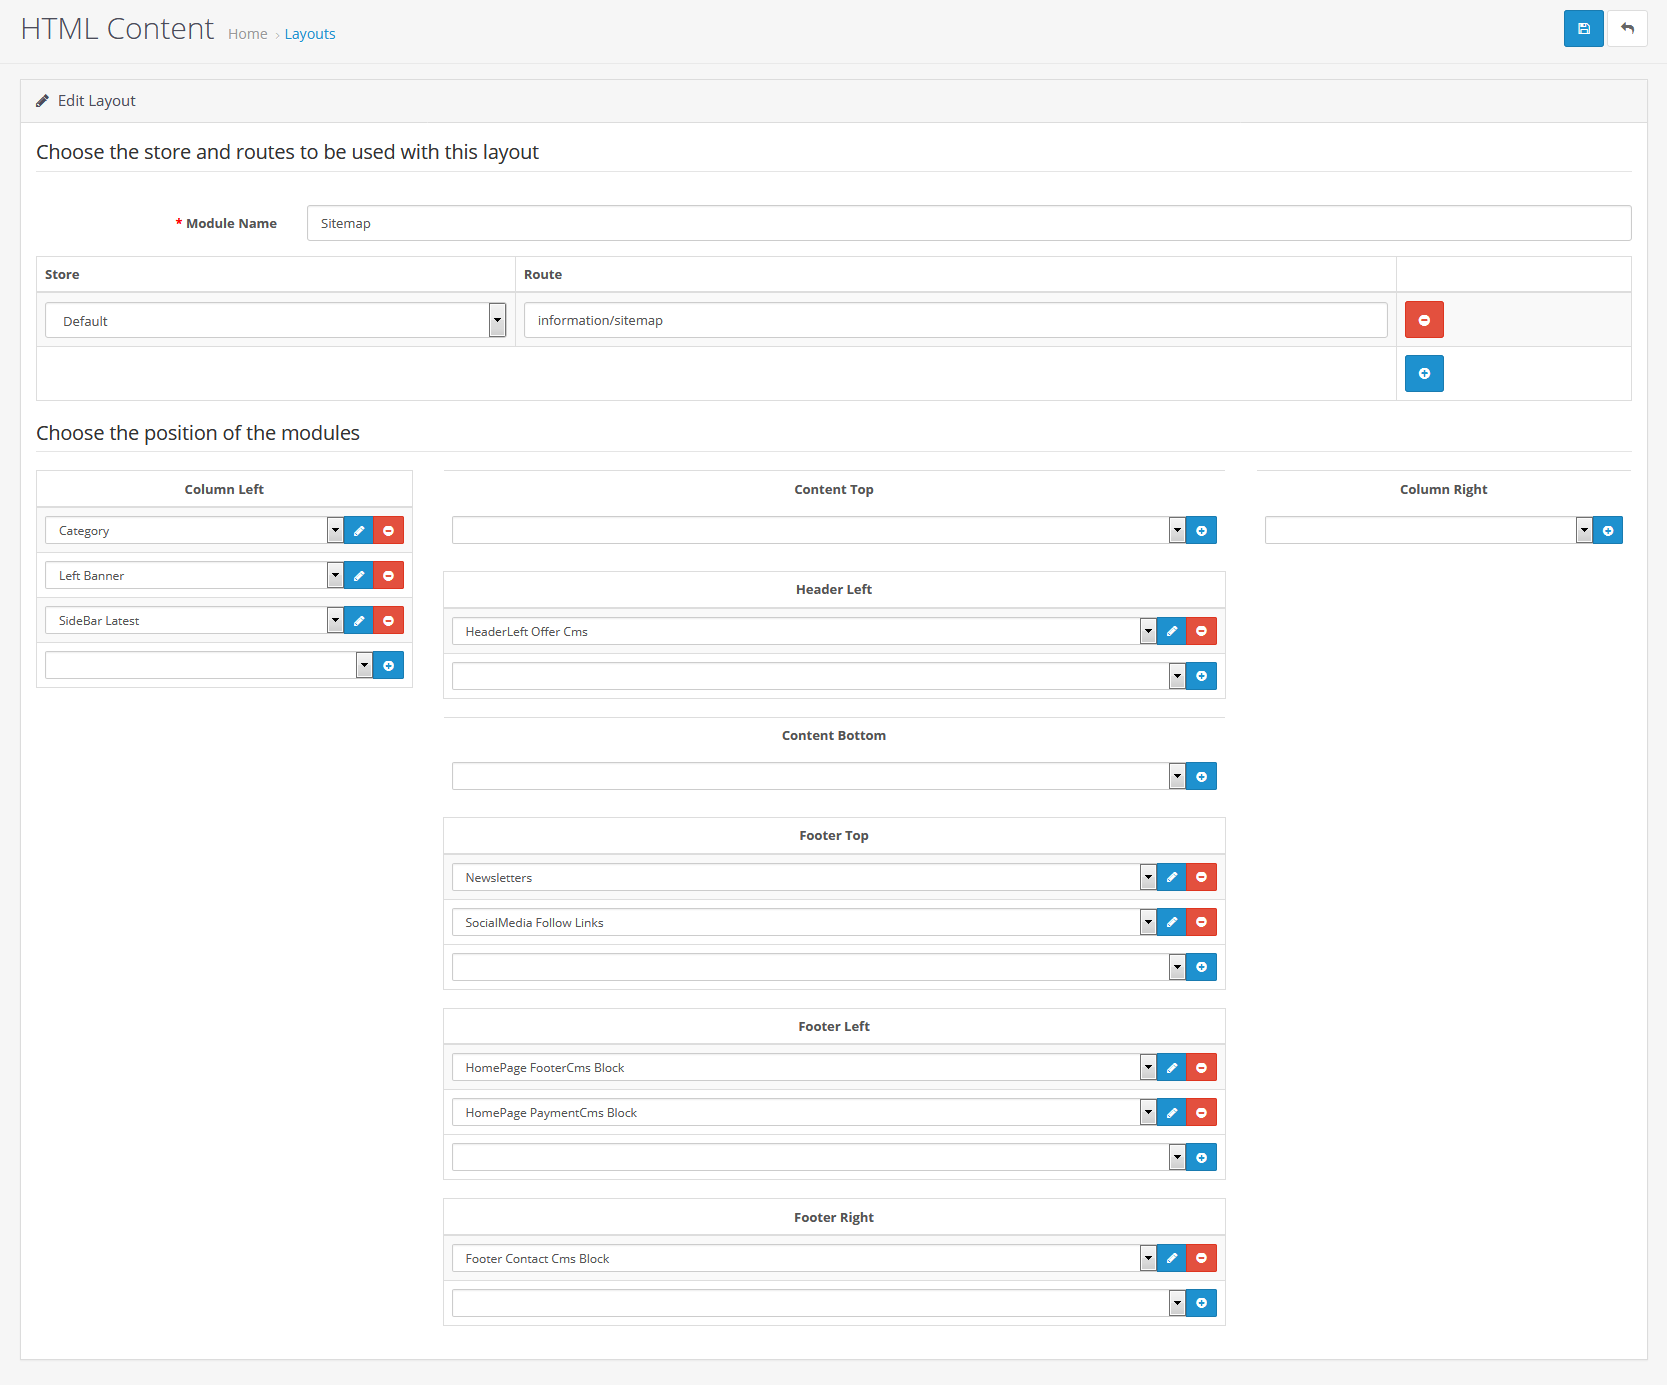 HTML Content Home › Layouts
Edit Layout
Choose the store and routes to be used with this layout
* Module Name Sitemap
Store Route
Default information/sitemap
Choose the position of the modules
Column Left
Category
Left Banner
SideBar Latest
Content Top
Header Left
HeaderLeft Offer Cms
Content Bottom
Footer Top
Newsletters
SocialMedia Follow Links
Footer Left
HomePage FooterCms Block
HomePage PaymentCms Block
Footer Right
Footer Contact Cms Block
Column Right